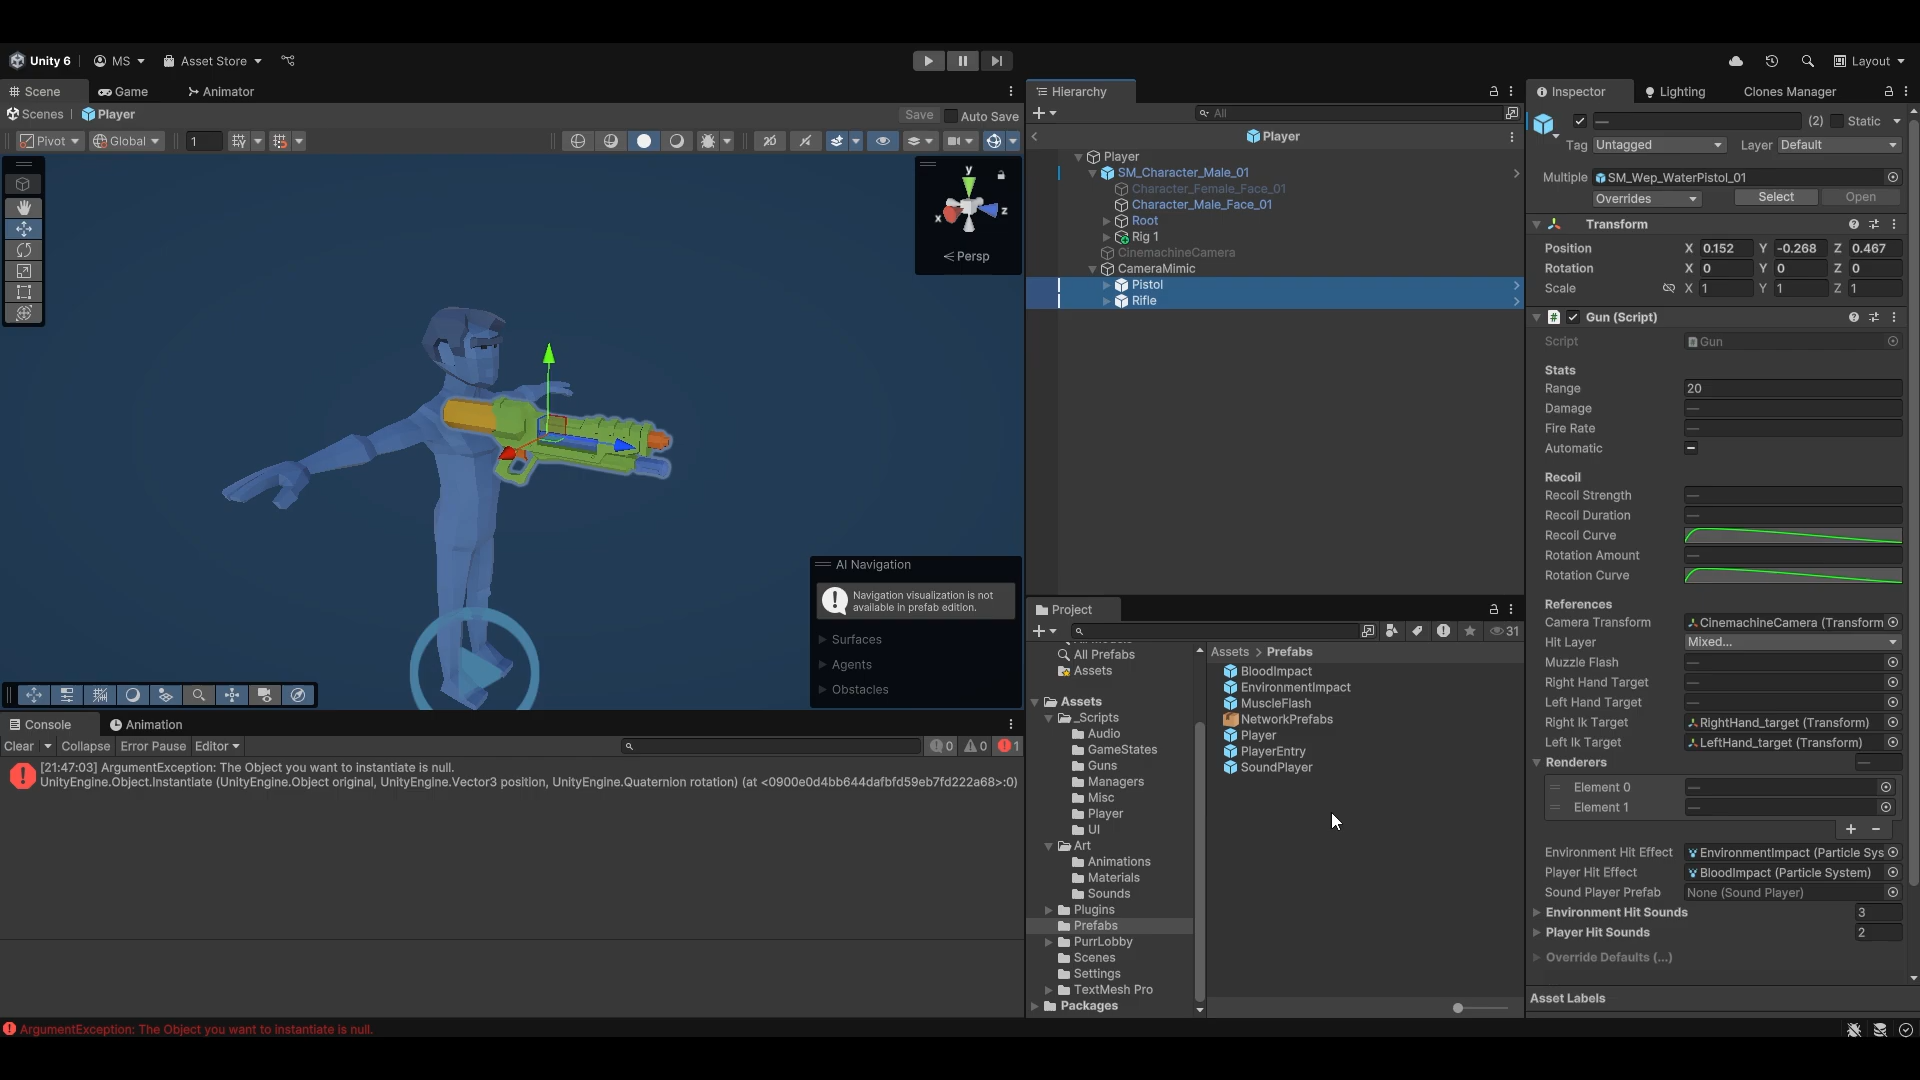 Unity 6
MS
Asset Store
Layout
Scene
Game
Animator
Hierarchy
Inspector
Lighting
Clones Manager
Scenes
Player
Save
Auto Save
All
Pivot
Global
1
Player
y
x
z
Persp
Player
SM_Character_Male_01
Character_Female_Face_01
Character_Male_Face_01
Root
Rig 1
CinemachineCamera
CameraMimic
Pistol
Rifle
AI Navigation
Navigation visualization is not
available in prefab edition.
Surfaces
Agents
Obstacles
Console
Animation
Clear
Collapse
Error Pause
Editor
0
0
1
[21:47:03] ArgumentException: The Object you want to instantiate is null.
UnityEngine.Object.Instantiate (UnityEngine.Object original, UnityEngine.Vector3 position, UnityEngine.Quaternion rotation) (at <0900e0d4bb644dafbfd59eb7fd222a68>:0)
Project
31
All Prefabs
Assets
Assets
_Scripts
Audio
GameStates
Guns
Managers
Misc
Player
UI
Art
Animations
Materials
Sounds
Plugins
Prefabs
PurrLobby
Scenes
Settings
TextMesh Pro
Packages
Assets > Prefabs
BloodImpact
EnvironmentImpact
MuscleFlash
NetworkPrefabs
Player
PlayerEntry
SoundPlayer
— (2) Static
Tag Untagged Layer Default
Multiple SM_Wep_WaterPistol_01
Overrides Select Open
Transform
Position X 0.152 Y -0.268 Z 0.467
Rotation X 0 Y 0 Z 0
Scale X 1 Y 1 Z 1
Gun (Script)
Script Gun
Stats
Range 20
Damage —
Fire Rate —
Automatic
Recoil
Recoil Strength —
Recoil Duration —
Recoil Curve
Rotation Amount —
Rotation Curve
References
Camera Transform CinemachineCamera (Transform
Hit Layer Mixed...
Muzzle Flash —
Right Hand Target —
Left Hand Target —
Right Ik Target RightHand_target (Transform)
Left Ik Target LeftHand_target (Transform)
Renderers —
Element 0 —
Element 1 —
+ −
Environment Hit Effect EnvironmentImpact (Particle Sys
Player Hit Effect BloodImpact (Particle System)
Sound Player Prefab None (Sound Player)
Environment Hit Sounds 3
Player Hit Sounds 2
Override Defaults (...)
Asset Labels
ArgumentException: The Object you want to instantiate is null.